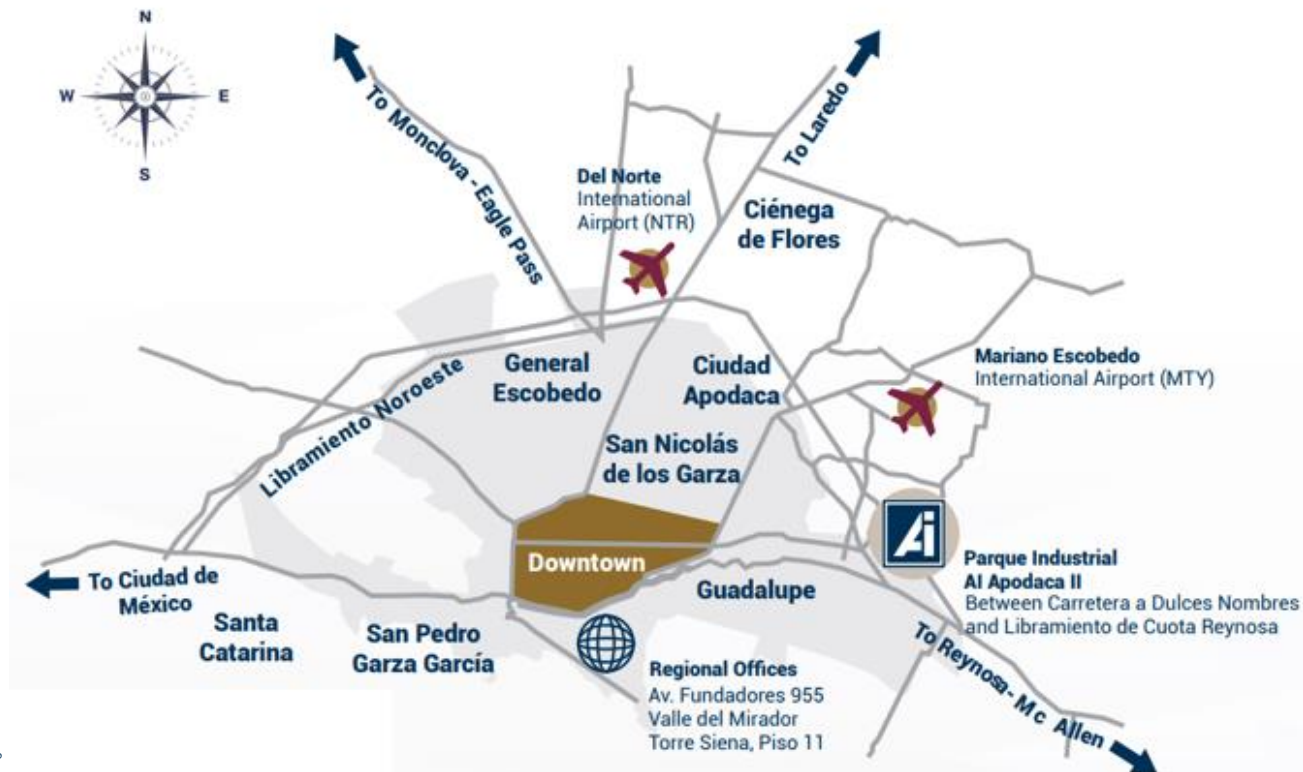 N
W
E
S
To Monclova - Eagle Pass
To Laredo
Del Norte
International
Airport (NTR)
Ciénega
de Flores
Mariano Escobedo
International Airport (MTY)
Libramiento Noroeste
General
Escobedo
Ciudad
Apodaca
San Nicolás
de los Garza
Downtown
Guadalupe
Ai
Parque Industrial
AI Apodaca II
Between Carretera a Dulces Nombres
and Libramiento de Cuota Reynosa
To Ciudad de
México
Santa
Catarina
San Pedro
Garza García
To Reynosa- Mc Allen
Regional Offices
Av. Fundadores 955
Valle del Mirador
Torre Siena, Piso 11